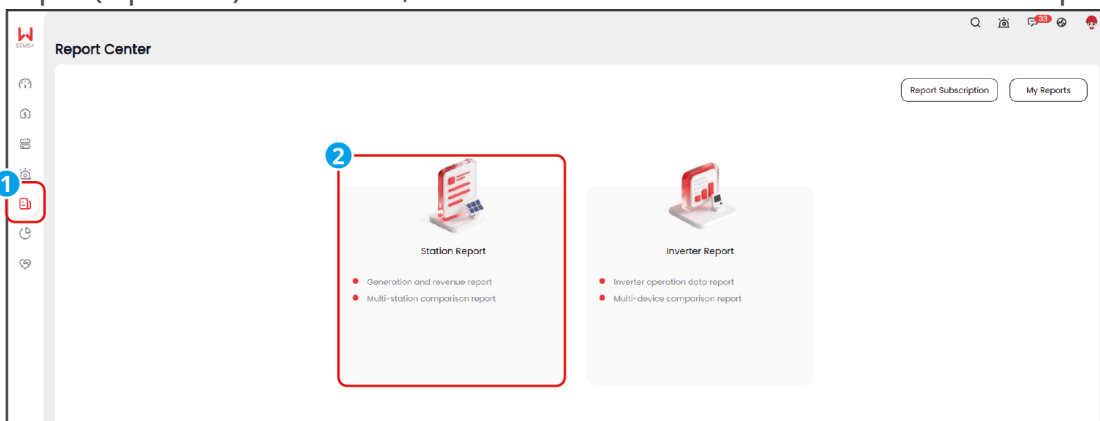 33
SEMS+
Report Center
Report Subscription
My Reports
2
1
Station Report
Inverter Report
Generation and revenue report
Inverter operation data report
Multi-station comparison report
Multi-device comparison report